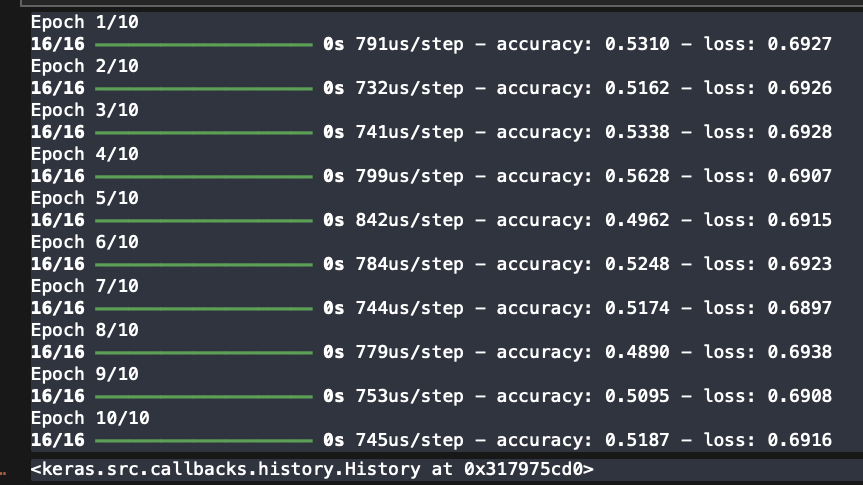 Epoch 1/10
16/16 ━━━━━━━━━━━━━━━━━━━━ 0s 791us/step - accuracy: 0.5310 - loss: 0.6927
Epoch 2/10
16/16 ━━━━━━━━━━━━━━━━━━━━ 0s 732us/step - accuracy: 0.5162 - loss: 0.6926
Epoch 3/10
16/16 ━━━━━━━━━━━━━━━━━━━━ 0s 741us/step - accuracy: 0.5338 - loss: 0.6928
Epoch 4/10
16/16 ━━━━━━━━━━━━━━━━━━━━ 0s 799us/step - accuracy: 0.5628 - loss: 0.6907
Epoch 5/10
16/16 ━━━━━━━━━━━━━━━━━━━━ 0s 842us/step - accuracy: 0.4962 - loss: 0.6915
Epoch 6/10
16/16 ━━━━━━━━━━━━━━━━━━━━ 0s 784us/step - accuracy: 0.5248 - loss: 0.6923
Epoch 7/10
16/16 ━━━━━━━━━━━━━━━━━━━━ 0s 744us/step - accuracy: 0.5174 - loss: 0.6897
Epoch 8/10
16/16 ━━━━━━━━━━━━━━━━━━━━ 0s 779us/step - accuracy: 0.4890 - loss: 0.6938
Epoch 9/10
16/16 ━━━━━━━━━━━━━━━━━━━━ 0s 753us/step - accuracy: 0.5095 - loss: 0.6908
Epoch 10/10
16/16 ━━━━━━━━━━━━━━━━━━━━ 0s 745us/step - accuracy: 0.5187 - loss: 0.6916
<keras.src.callbacks.history.History at 0x317975cd0>